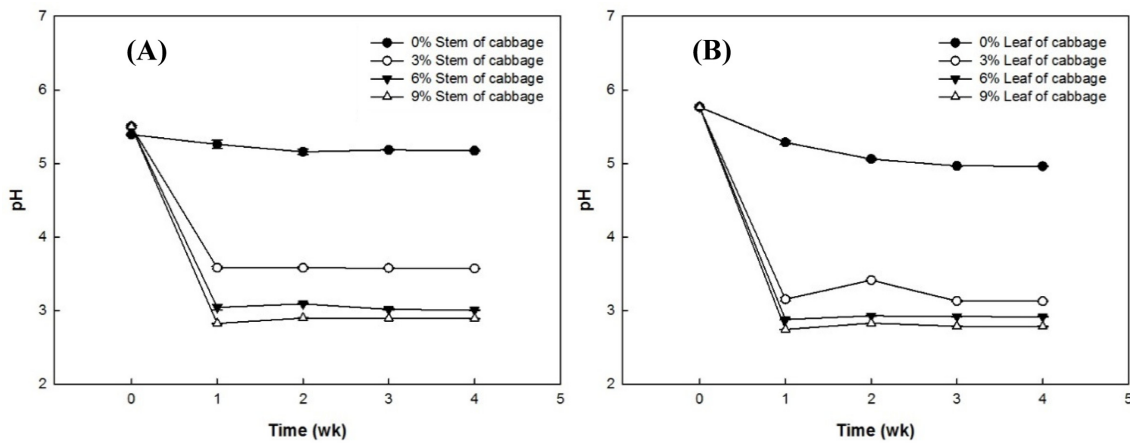 (A)
0% Stem of cabbage
3% Stem of cabbage
6% Stem of cabbage
9% Stem of cabbage
7
6
5
4
3
2
pH
0 1 2 3 4 5
Time (wk)
(B)
0% Leaf of cabbage
3% Leaf of cabbage
6% Leaf of cabbage
9% Leaf of cabbage
7
6
5
4
3
2
pH
0 1 2 3 4 5
Time (wk)